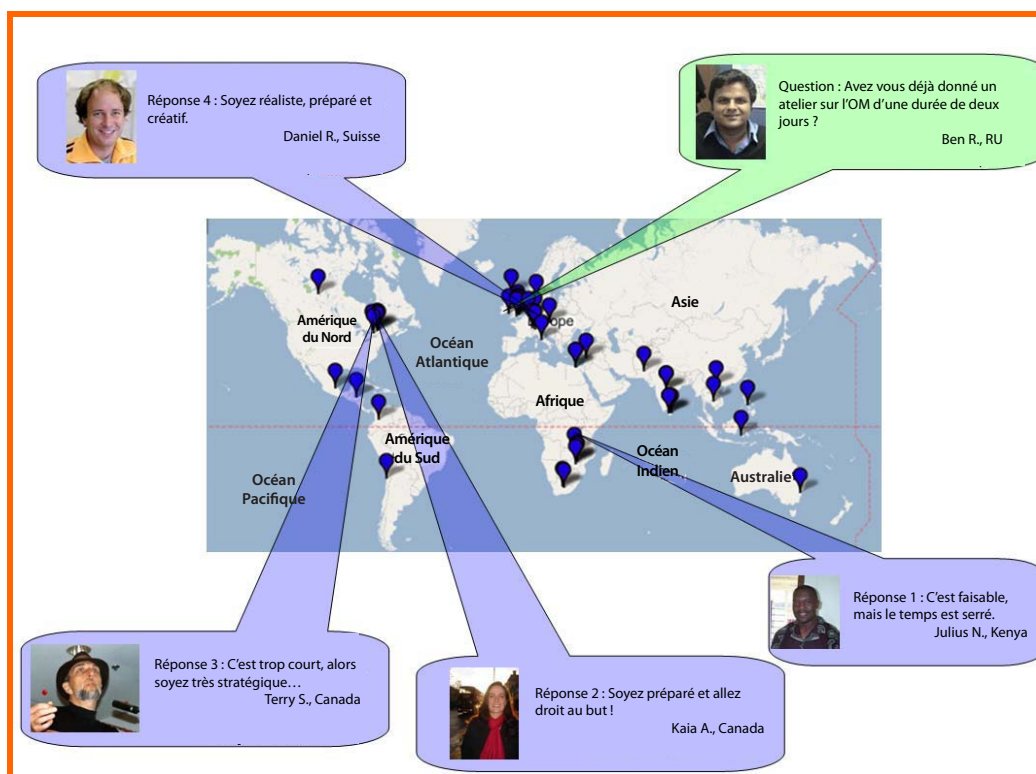 Réponse 4 : Soyez réaliste, préparé et
créatif.
Daniel R., Suisse
Question : Avez vous déjà donné un
atelier sur l'OM d'une durée de deux
jours ?
Ben R., RU
Asie
Amérique
du Nord
Europe
Océan
Atlantique
Afrique
Amérique
du Sud
Océan
Indien
Australie
Océan
Pacifique
Réponse 1 : C'est faisable,
mais le temps est serré.
Julius N., Kenya
Réponse 3 : C'est trop court, alors
soyez très stratégique…
Terry S., Canada
Réponse 2 : Soyez préparé et allez
droit au but !
Kaia A., Canada